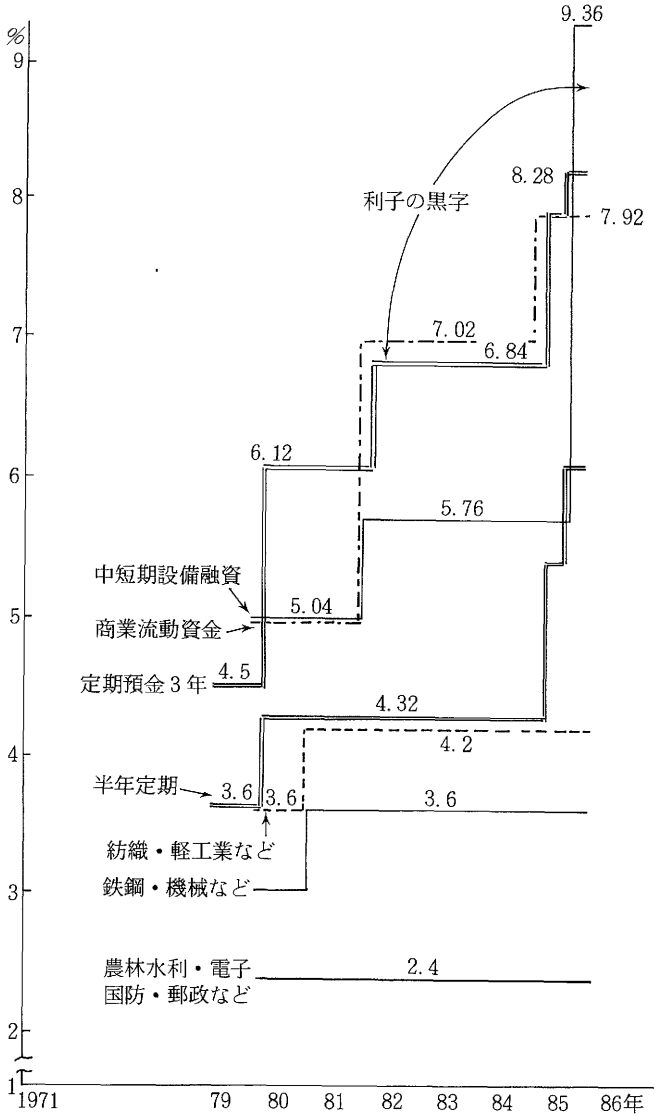 %
9.36
9
8
8.28
7.92
利子の黒字
7
7.02
6.84
6
6.12
5.76
中短期設備融資
5
5.04
商業流動資金
定期預金3年
4.5
4.32
4
4.2
半年定期
3.6
3.6
3.6
紡織・軽工業など
3
鉄鋼・機械など
農林水利・電子
国防・郵政など
2.4
2
1
1971 79 80 81 82 83 84 85 86年